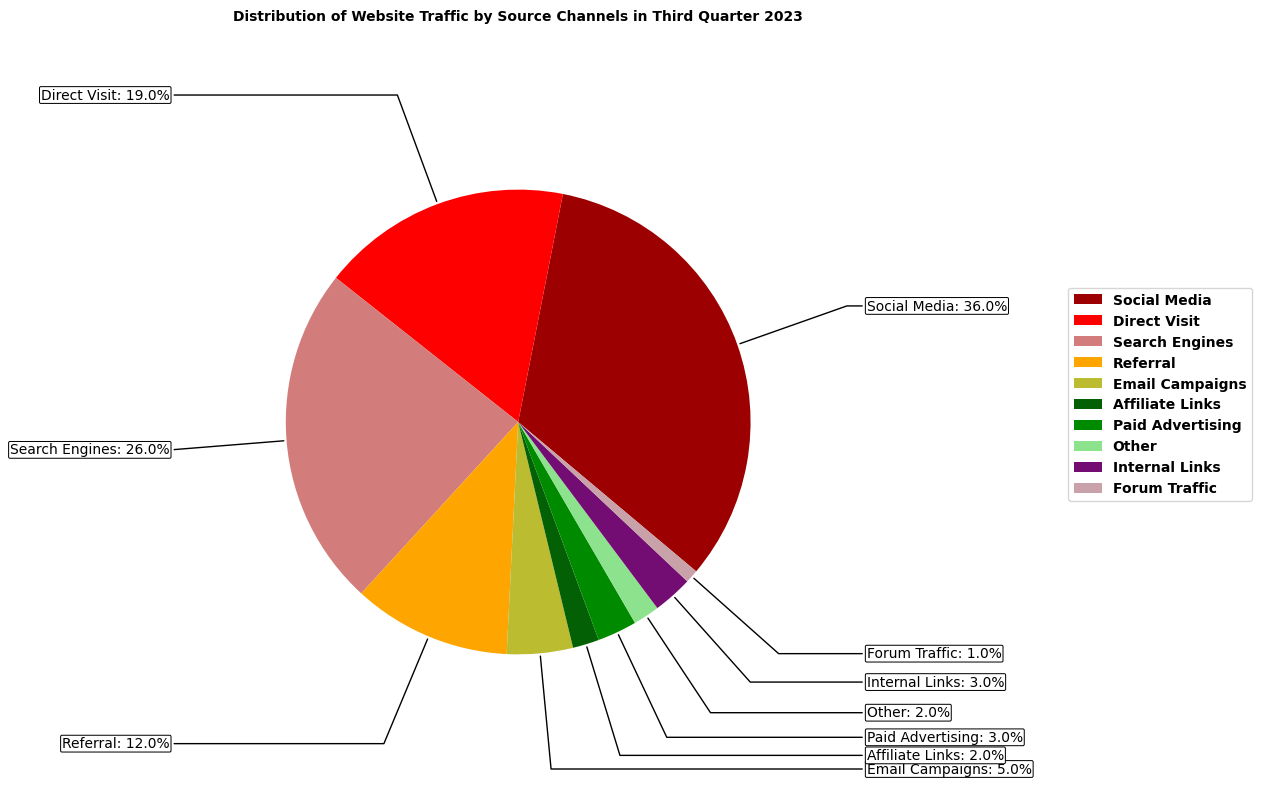 Distribution of Website Traffic by Source Channels in Third Quarter 2023
Direct Visit: 19.0%
Social Media: 36.0%
Search Engines: 26.0%
Referral: 12.0%
Forum Traffic: 1.0%
Internal Links: 3.0%
Other: 2.0%
Paid Advertising: 3.0%
Affiliate Links: 2.0%
Email Campaigns: 5.0%
Social Media
Direct Visit
Search Engines
Referral
Email Campaigns
Affiliate Links
Paid Advertising
Other
Internal Links
Forum Traffic